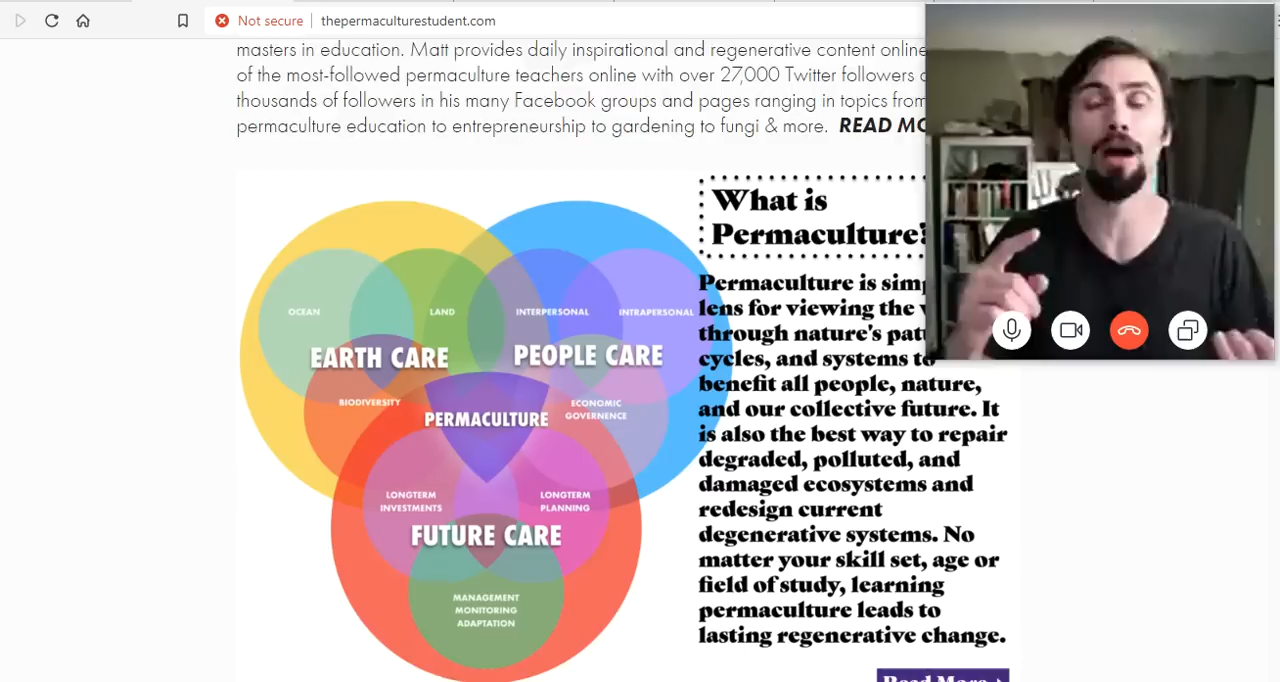 Not secure
thepermaculturestudent.com
masters in education. Matt provides daily inspirational and regenerative content online
of the most-followed permaculture teachers online with over 27,000 Twitter followers
thousands of followers in his many Facebook groups and pages ranging in topics from
permaculture education to entrepreneurship to gardening to fungi & more. READ
What is
Permaculture?
Permaculture is
lens for viewing the
through nature's
cycles, and systems to
benefit all people, nature,
and our collective future. It
is also the best way to repair
degraded, polluted, and
damaged ecosystems and
redesign current
degenerative systems. No
matter your skill set, age or
field of study, learning
permaculture leads to
lasting regenerative change.
Read More
OCEAN
LAND
INTERPERSONAL
INTRAPERSONAL
EARTH CARE
PEOPLE CARE
BIODIVERSITY
ECONOMIC
GOVERNENCE
PERMACULTURE
LONGTERM
INVESTMENTS
LONGTERM
PLANNING
FUTURE CARE
MANAGEMENT
MONITORING
ADAPTATION